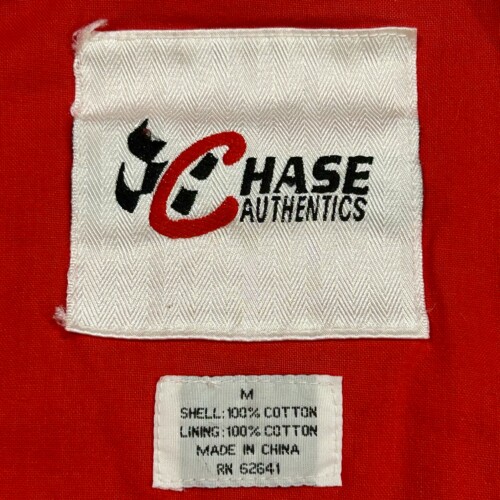 CHASE
AUTHENTICS
M
SHELL: 100% COTTON
LINING: 100% COTTON
MADE IN CHINA
RN 62641